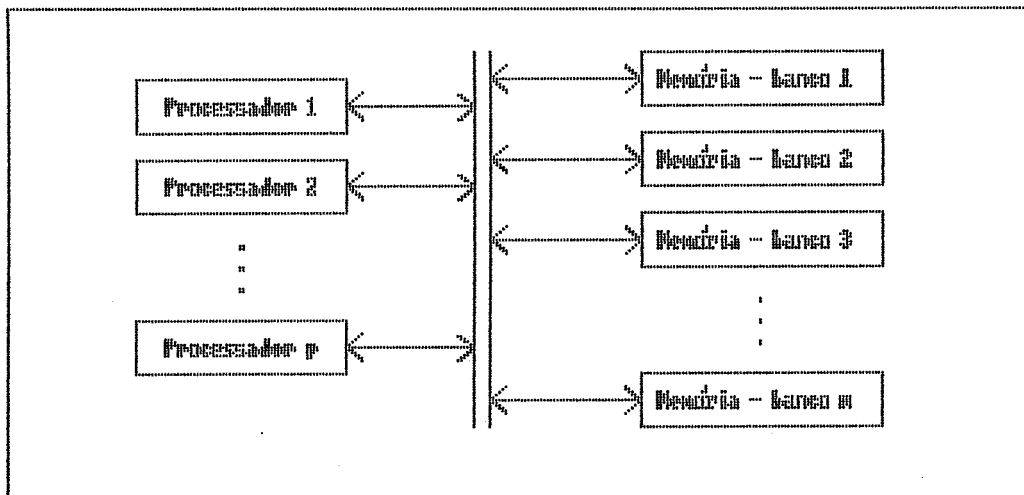 Processador 1
Processador 2
Processador p
Memória - banco 1
Memória - banco 2
Memória - banco 3
Memória - banco m